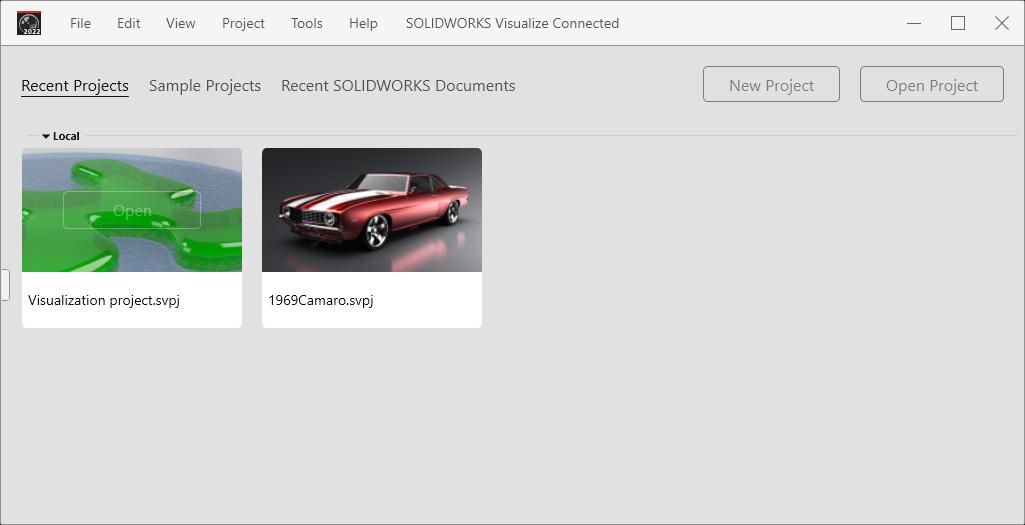 2022 File Edit View Project Tools Help SOLIDWORKS Visualize Connected
Recent Projects Sample Projects Recent SOLIDWORKS Documents New Project Open Project
Local
Open
Visualization project.svpj 1969Camaro.svpj